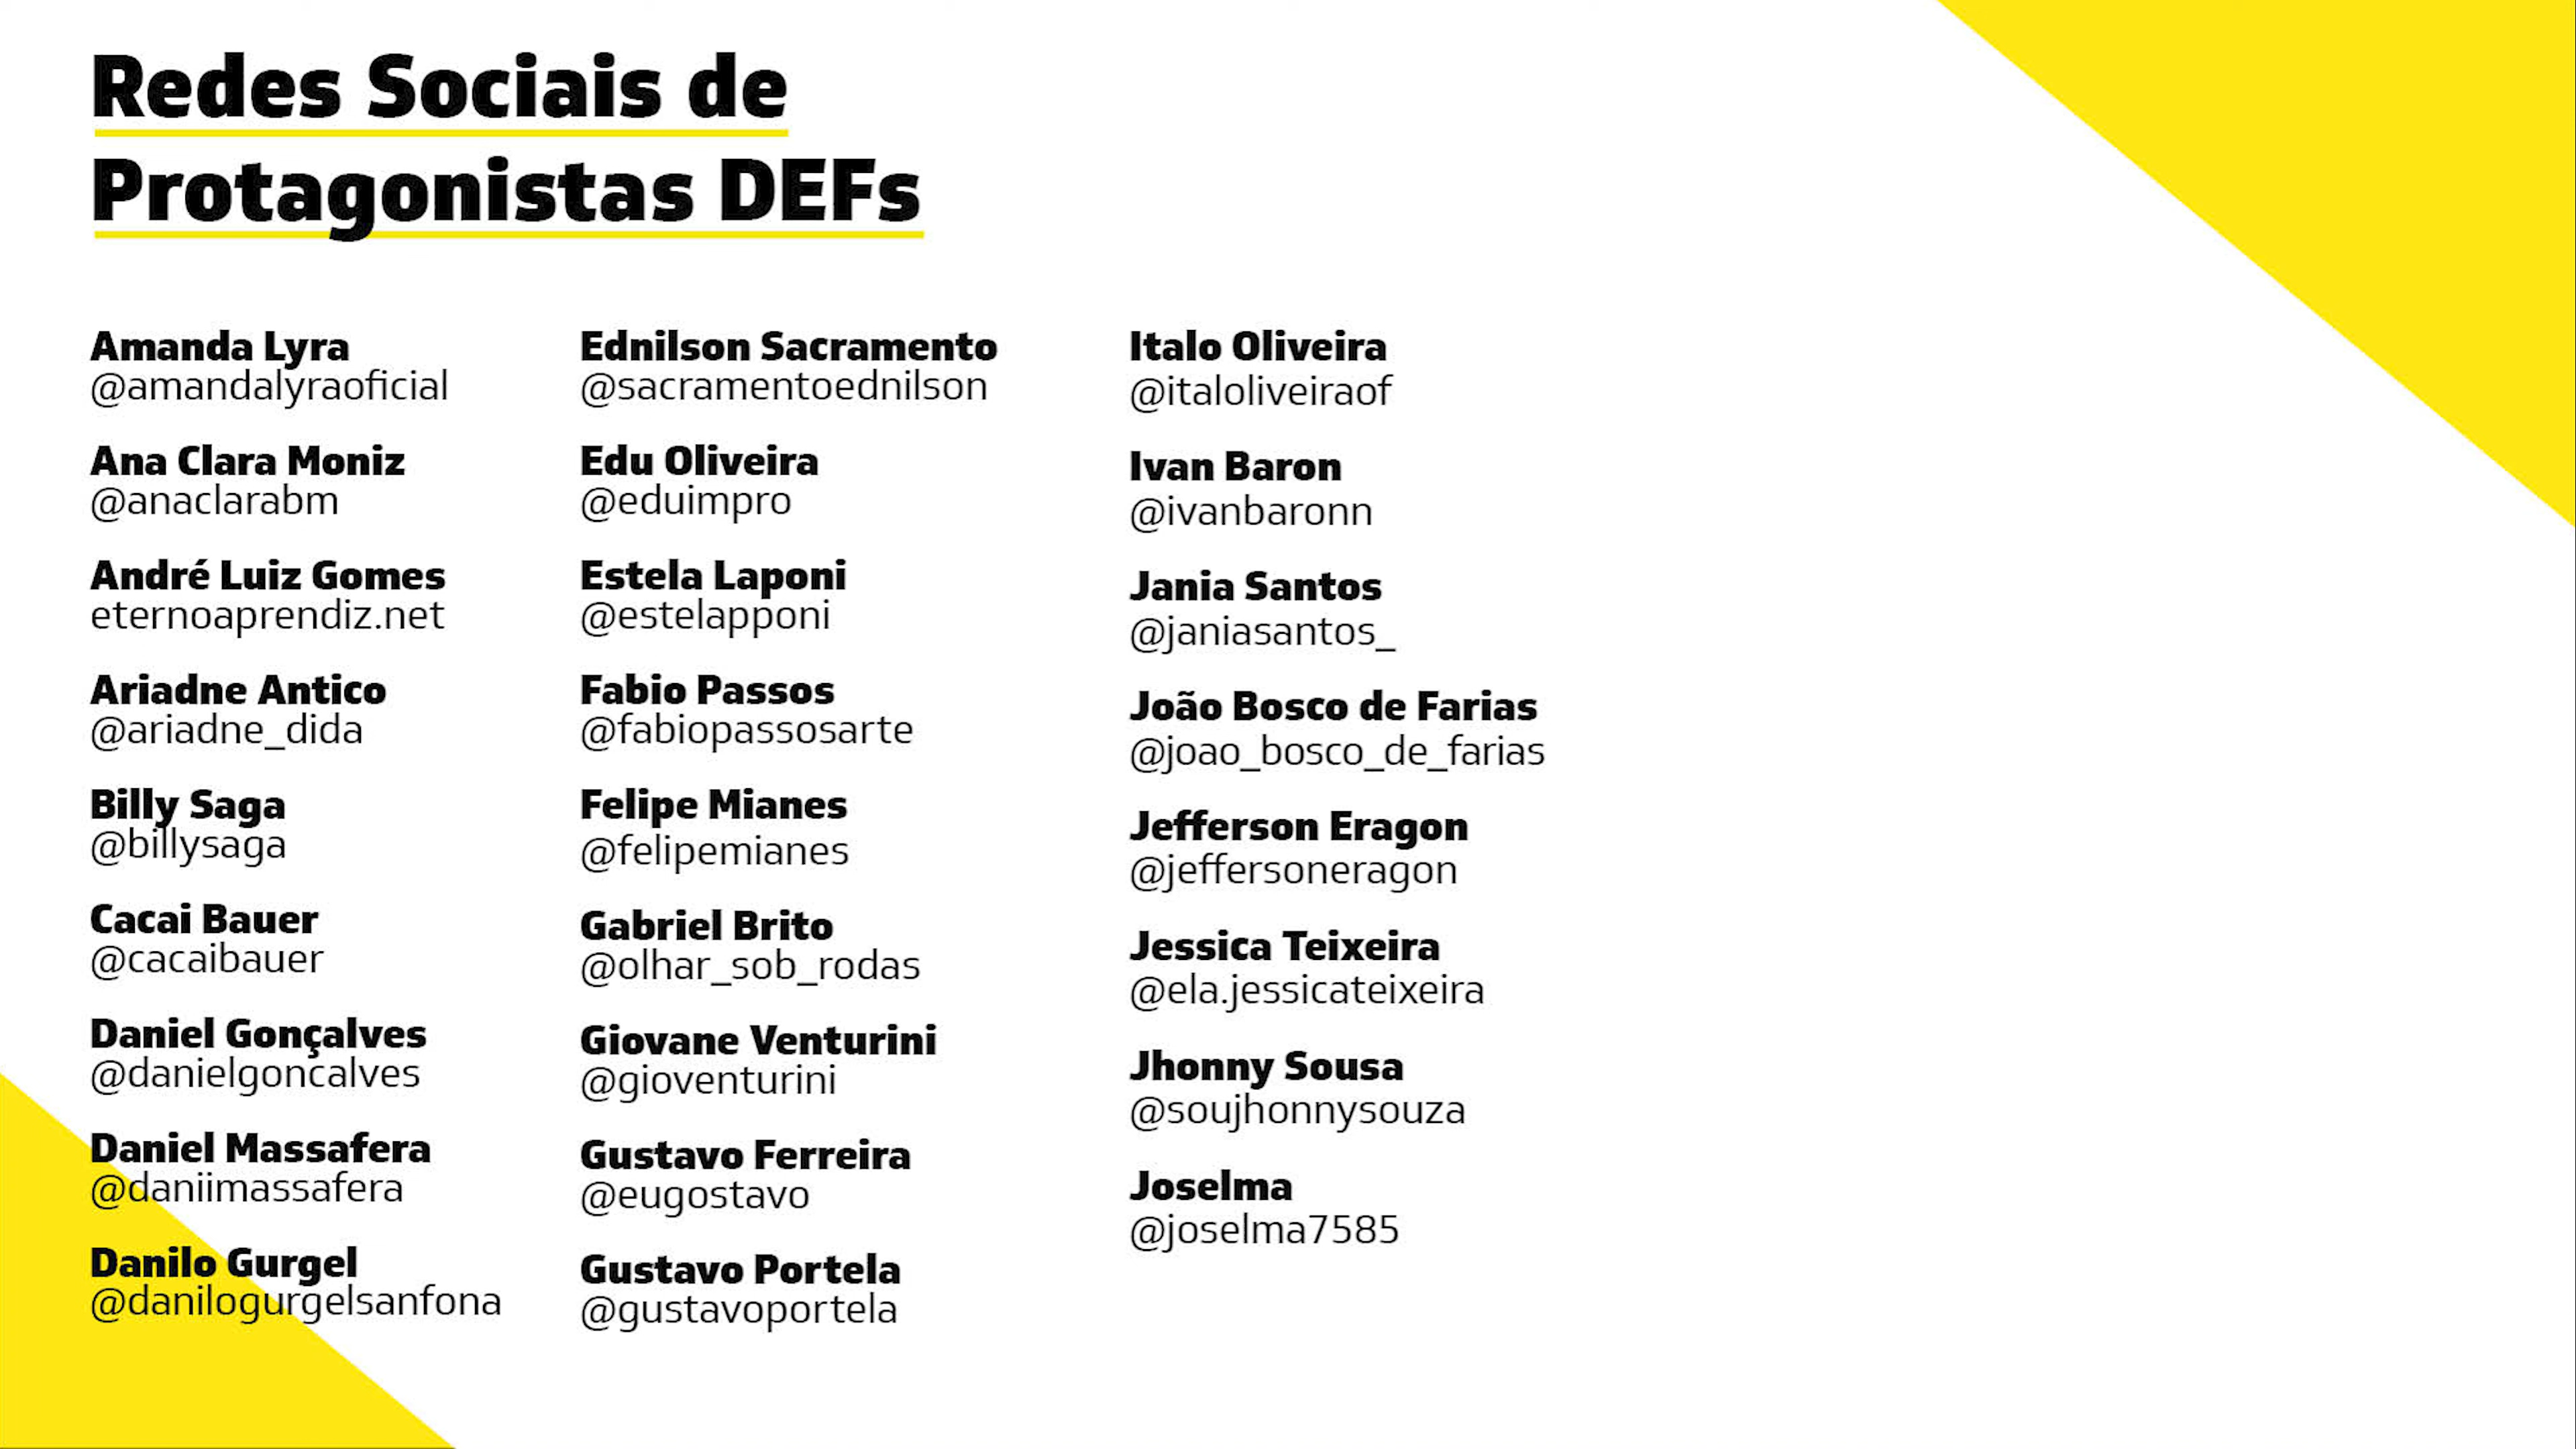 Redes Sociais de
Protagonistas DEFs
Amanda Lyra
@amandalyraoficial
Ana Clara Moniz
@anaclarabm
André Luiz Gomes
eternoaprendiz.net
Ariadne Antico
@ariadne_dida
Billy Saga
@billysaga
Cacai Bauer
@cacaibauer
Daniel Gonçalves
@danielgoncalves
Daniel Massafera
@daniimassafera
Danilo Gurgel
@danilogurgelsanfona
Ednilson Sacramento
@sacramentoednilson
Edu Oliveira
@eduimpro
Estela Laponi
@estelapponi
Fabio Passos
@fabiopassosarte
Felipe Mianes
@felipemianes
Gabriel Brito
@olhar_sob_rodas
Giovane Venturini
@gioventurini
Gustavo Ferreira
@eugostavo
Gustavo Portela
@gustavoportela
Italo Oliveira
@italoliveiraof
Ivan Baron
@ivanbaronn
Jania Santos
@janiasantos_
João Bosco de Farias
@joao_bosco_de_farias
Jefferson Eragon
@jeffersoneragon
Jessica Teixeira
@ela.jessicateixeira
Jhonny Sousa
@soujhonnysouza
Joselma
@joselma7585